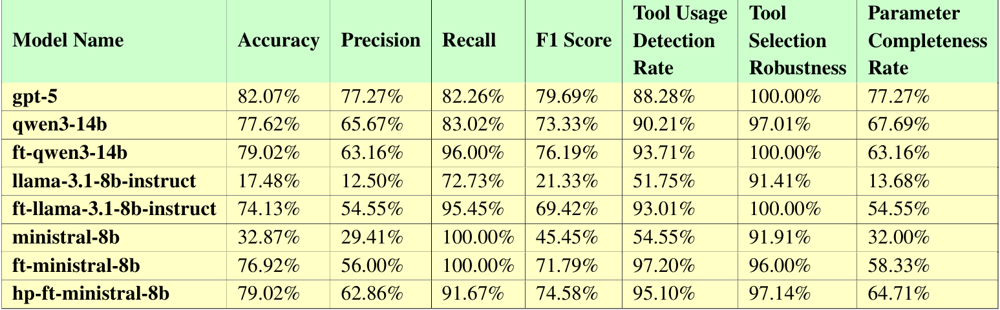 Model Name Accuracy Precision Recall F1 Score Tool Usage Detection Rate Tool Selection Robustness Parameter Completeness Rate
gpt-5 82.07% 77.27% 82.26% 79.69% 88.28% 100.00% 77.27%
qwen3-14b 77.62% 65.67% 83.02% 73.33% 90.21% 97.01% 67.69%
ft-qwen3-14b 79.02% 63.16% 96.00% 76.19% 93.71% 100.00% 63.16%
llama-3.1-8b-instruct 17.48% 12.50% 72.73% 21.33% 51.75% 91.41% 13.68%
ft-llama-3.1-8b-instruct 74.13% 54.55% 95.45% 69.42% 93.01% 100.00% 54.55%
ministral-8b 32.87% 29.41% 100.00% 45.45% 54.55% 91.91% 32.00%
ft-ministral-8b 76.92% 56.00% 100.00% 71.79% 97.20% 96.00% 58.33%
hp-ft-ministral-8b 79.02% 62.86% 91.67% 74.58% 95.10% 97.14% 64.71%